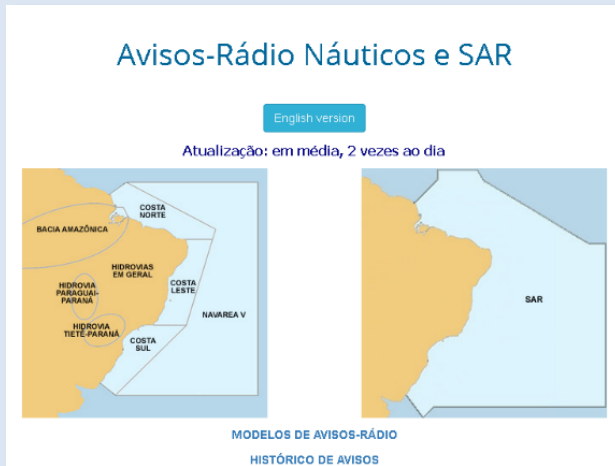 Avisos-Rádio Náuticos e SAR
English version
Atualização: em média, 2 vezes ao dia
COSTA
NORTE
BACIA AMAZÔNICA
HIDROVIAS
EM GERAL
HIDROVIA
PARAGUAI-
PARANÁ
COSTA
LESTE
NAVAREA V
HIDROVIA
TIETÊ-PARANÁ
COSTA
SUL
SAR
MODELOS DE AVISOS-RÁDIO
HISTÓRICO DE AVISOS